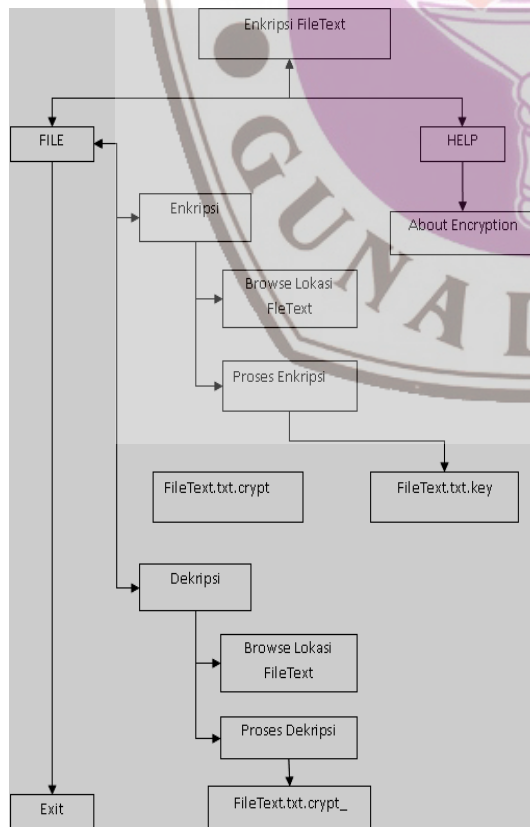 Enkripsi FileText
FILE
HELP
Enkripsi
About Encryption
Browse Lokasi
FleText
Proses Enkripsi
FileText.txt.crypt
FileText.txt.key
Dekripsi
Browse Lokasi
FileText
Proses Dekripsi
Exit
FileText.txt.crypt_
GUNAD